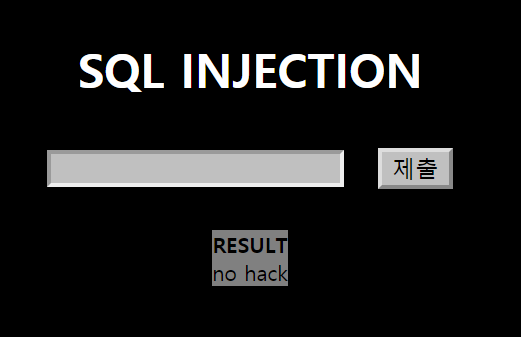 SQL INJECTION
제출
RESULT
no hack